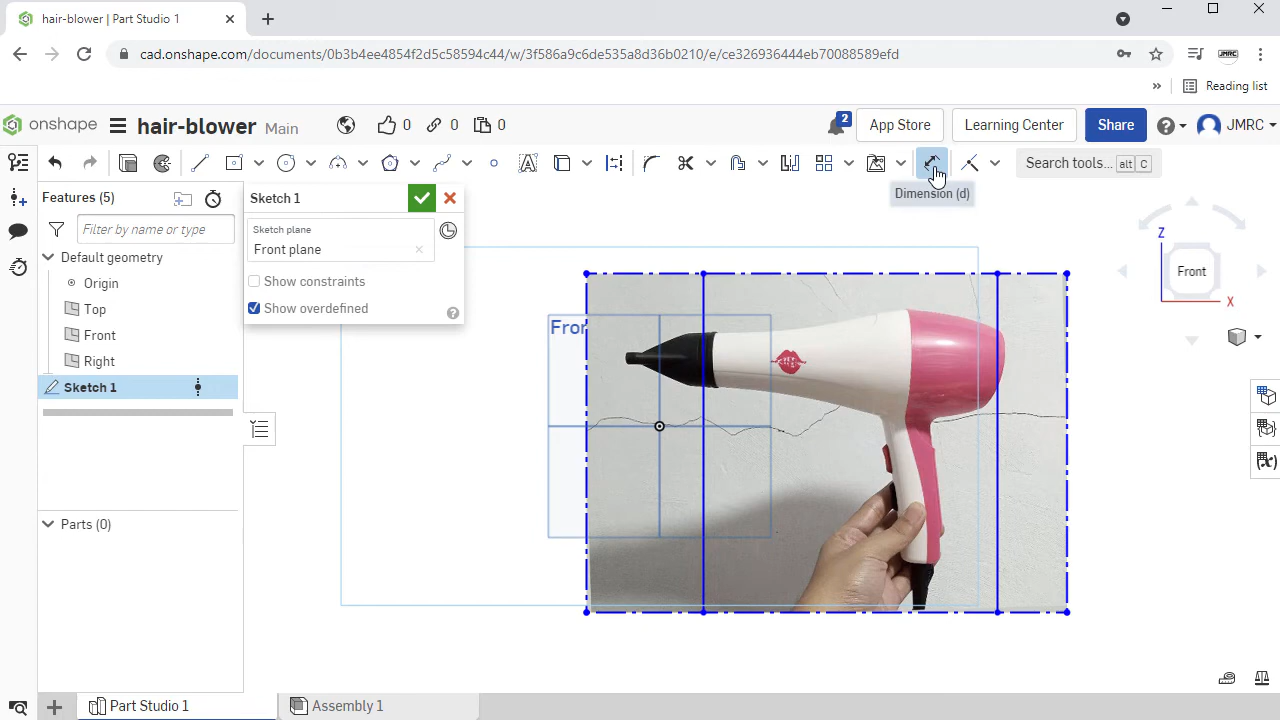 hair-blower | Part Studio 1
cad.onshape.com/documents/0b3b4ee4854f2d5c58594c44/w/3f586a9c6de535a8d36b0210/e/ce326936444eb70088589efd
JMRC
»
Reading list
onshape
hair-blower Main
0
0
0
2
App Store
Learning Center
Share
JMRC
Search tools... alt C
Dimension (d)
Features (5)
Filter by name or type
Default geometry
Origin
Top
Front
Right
Sketch 1
Parts (0)
Sketch 1
Sketch plane
Front plane
Show constraints
Show overdefined
Fror
Z
Front
X
Part Studio 1
Assembly 1